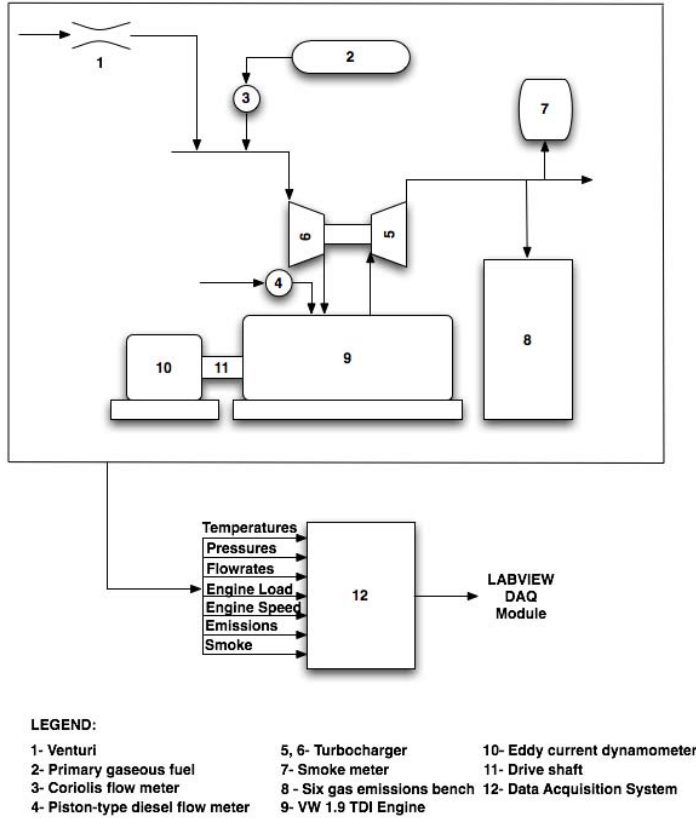 1
2
3
7
6
5
4
8
9
10
11
Temperatures
Pressures
Flowrates
Engine Load
Engine Speed
Emissions
Smoke
12
LABVIEW
DAQ
Module
LEGEND:
1- Venturi
2- Primary gaseous fuel
3- Coriolis flow meter
4- Piston-type diesel flow meter
5, 6- Turbocharger
7- Smoke meter
8 - Six gas emissions bench
9- VW 1.9 TDI Engine
10- Eddy current dynamometer
11- Drive shaft
12- Data Acquisition System